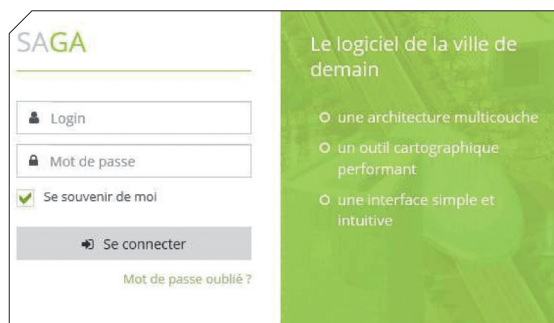 SAGA
Login
Mot de passe
Se souvenir de moi
Se connecter
Mot de passe oublié ?
Le logiciel de la ville de
demain
une architecture multicouche
un outil cartographique
performant
une interface simple et
intuitive